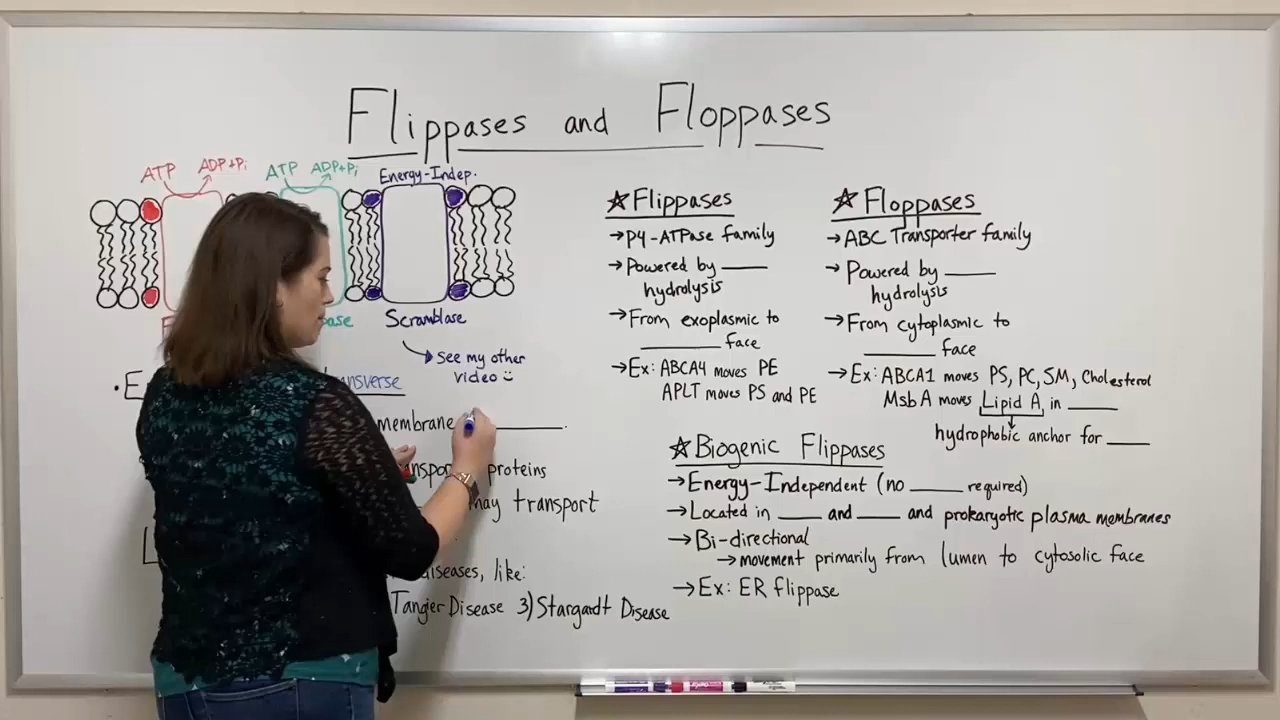 Flippases and Floppases
ATP ADP+Pi ATP ADP+Pi Energy-Indep.
Scramblase
See my other
video
transverse
membrane
proteins
may transport
diseases, like:
Tangier Disease 3) Stargardt Disease
☆Flippases
→P4-ATPase family
→Powered by ____
hydrolysis
→From exoplasmic to
____ face
→Ex: ABCA4 moves PE
APLT moves PS and PE
☆Floppases
→ABC Transporter family
→Powered by ____
hydrolysis
→From cytoplasmic to
____ face
→Ex: ABCA1 moves PS, PC, SM, Cholesterol
MsbA moves Lipid A in ____
hydrophobic anchor for ____
☆Biogenic Flippases
→Energy-Independent (no ____ required)
→Located in ____ and ____ and prokaryotic plasma membranes
→Bi-directional
→movement primarily from lumen to cytosolic face
→Ex: ER flippase